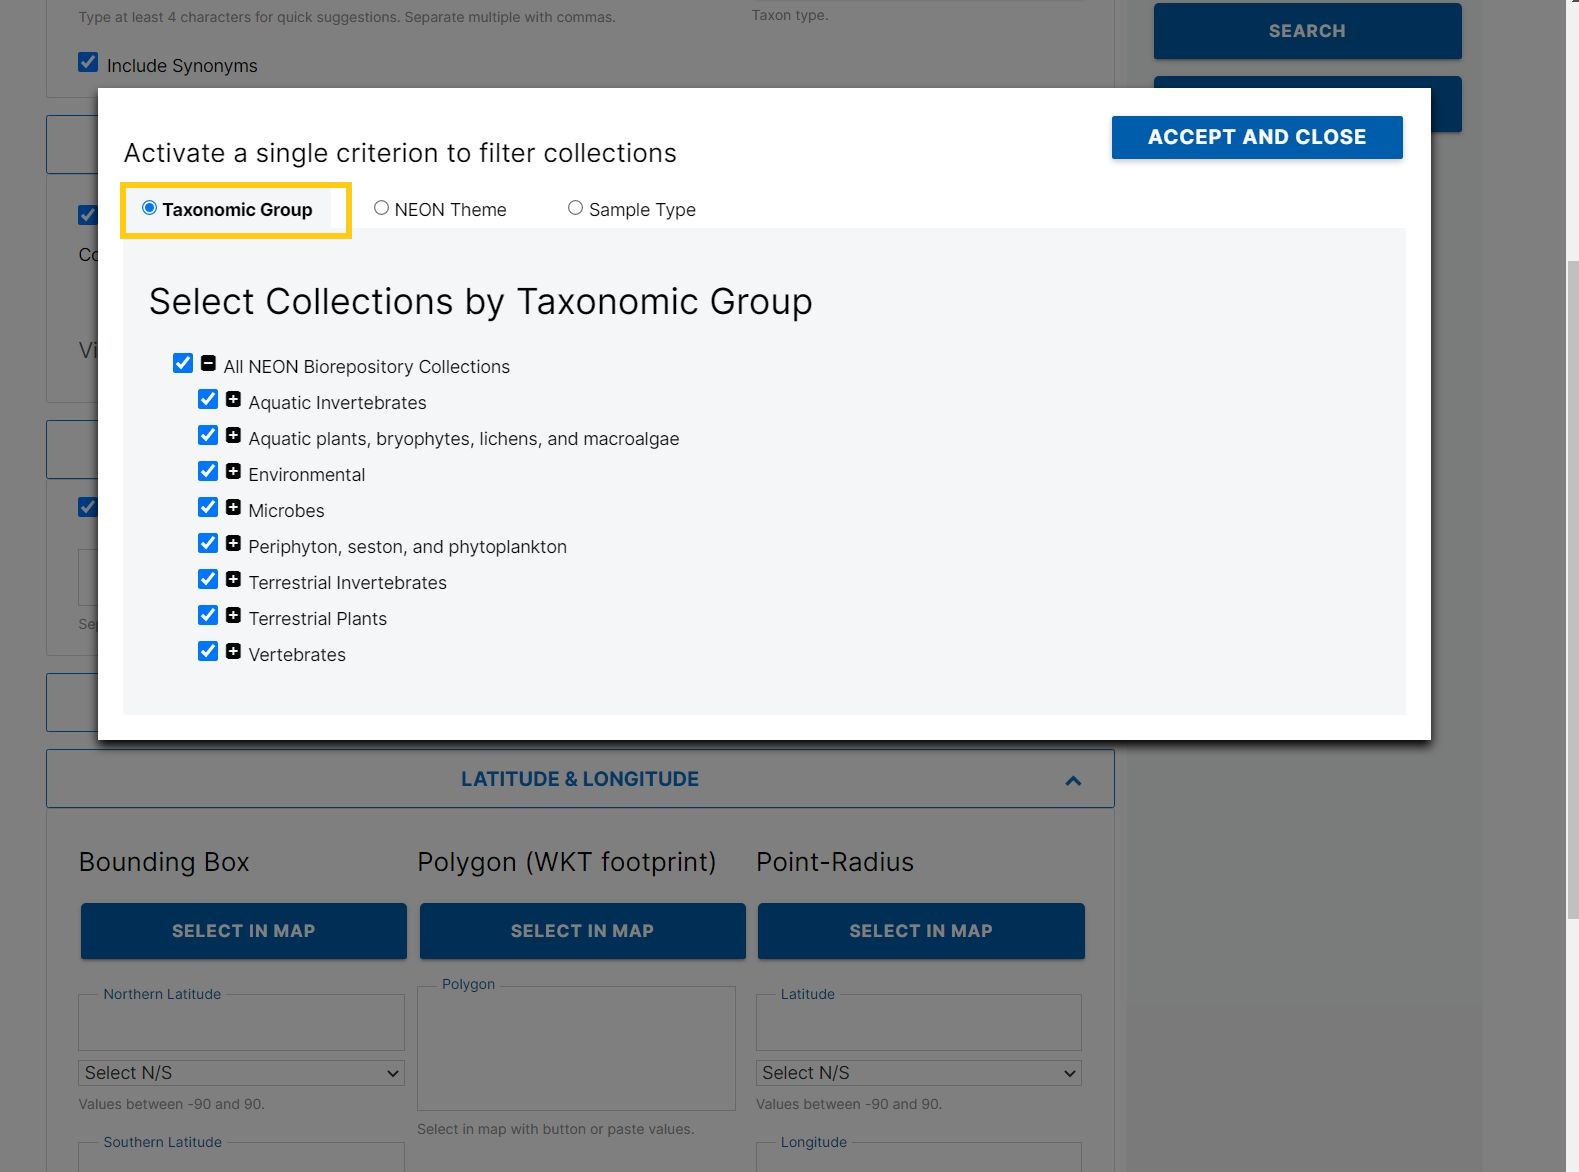 Type at least 4 characters for quick suggestions. Separate multiple with commas.
Taxon type.
SEARCH
Include Synonyms
Activate a single criterion to filter collections
ACCEPT AND CLOSE
Taxonomic Group
NEON Theme
Sample Type
Select Collections by Taxonomic Group
All NEON Biorepository Collections
Aquatic Invertebrates
Aquatic plants, bryophytes, lichens, and macroalgae
Environmental
Microbes
Periphyton, seston, and phytoplankton
Terrestrial Invertebrates
Terrestrial Plants
Vertebrates
LATITUDE & LONGITUDE
Bounding Box
Polygon (WKT footprint)
Point-Radius
SELECT IN MAP
SELECT IN MAP
SELECT IN MAP
Northern Latitude
Polygon
Latitude
Select N/S
Select N/S
Values between -90 and 90.
Values between -90 and 90.
Select in map with button or paste values.
Southern Latitude
Longitude